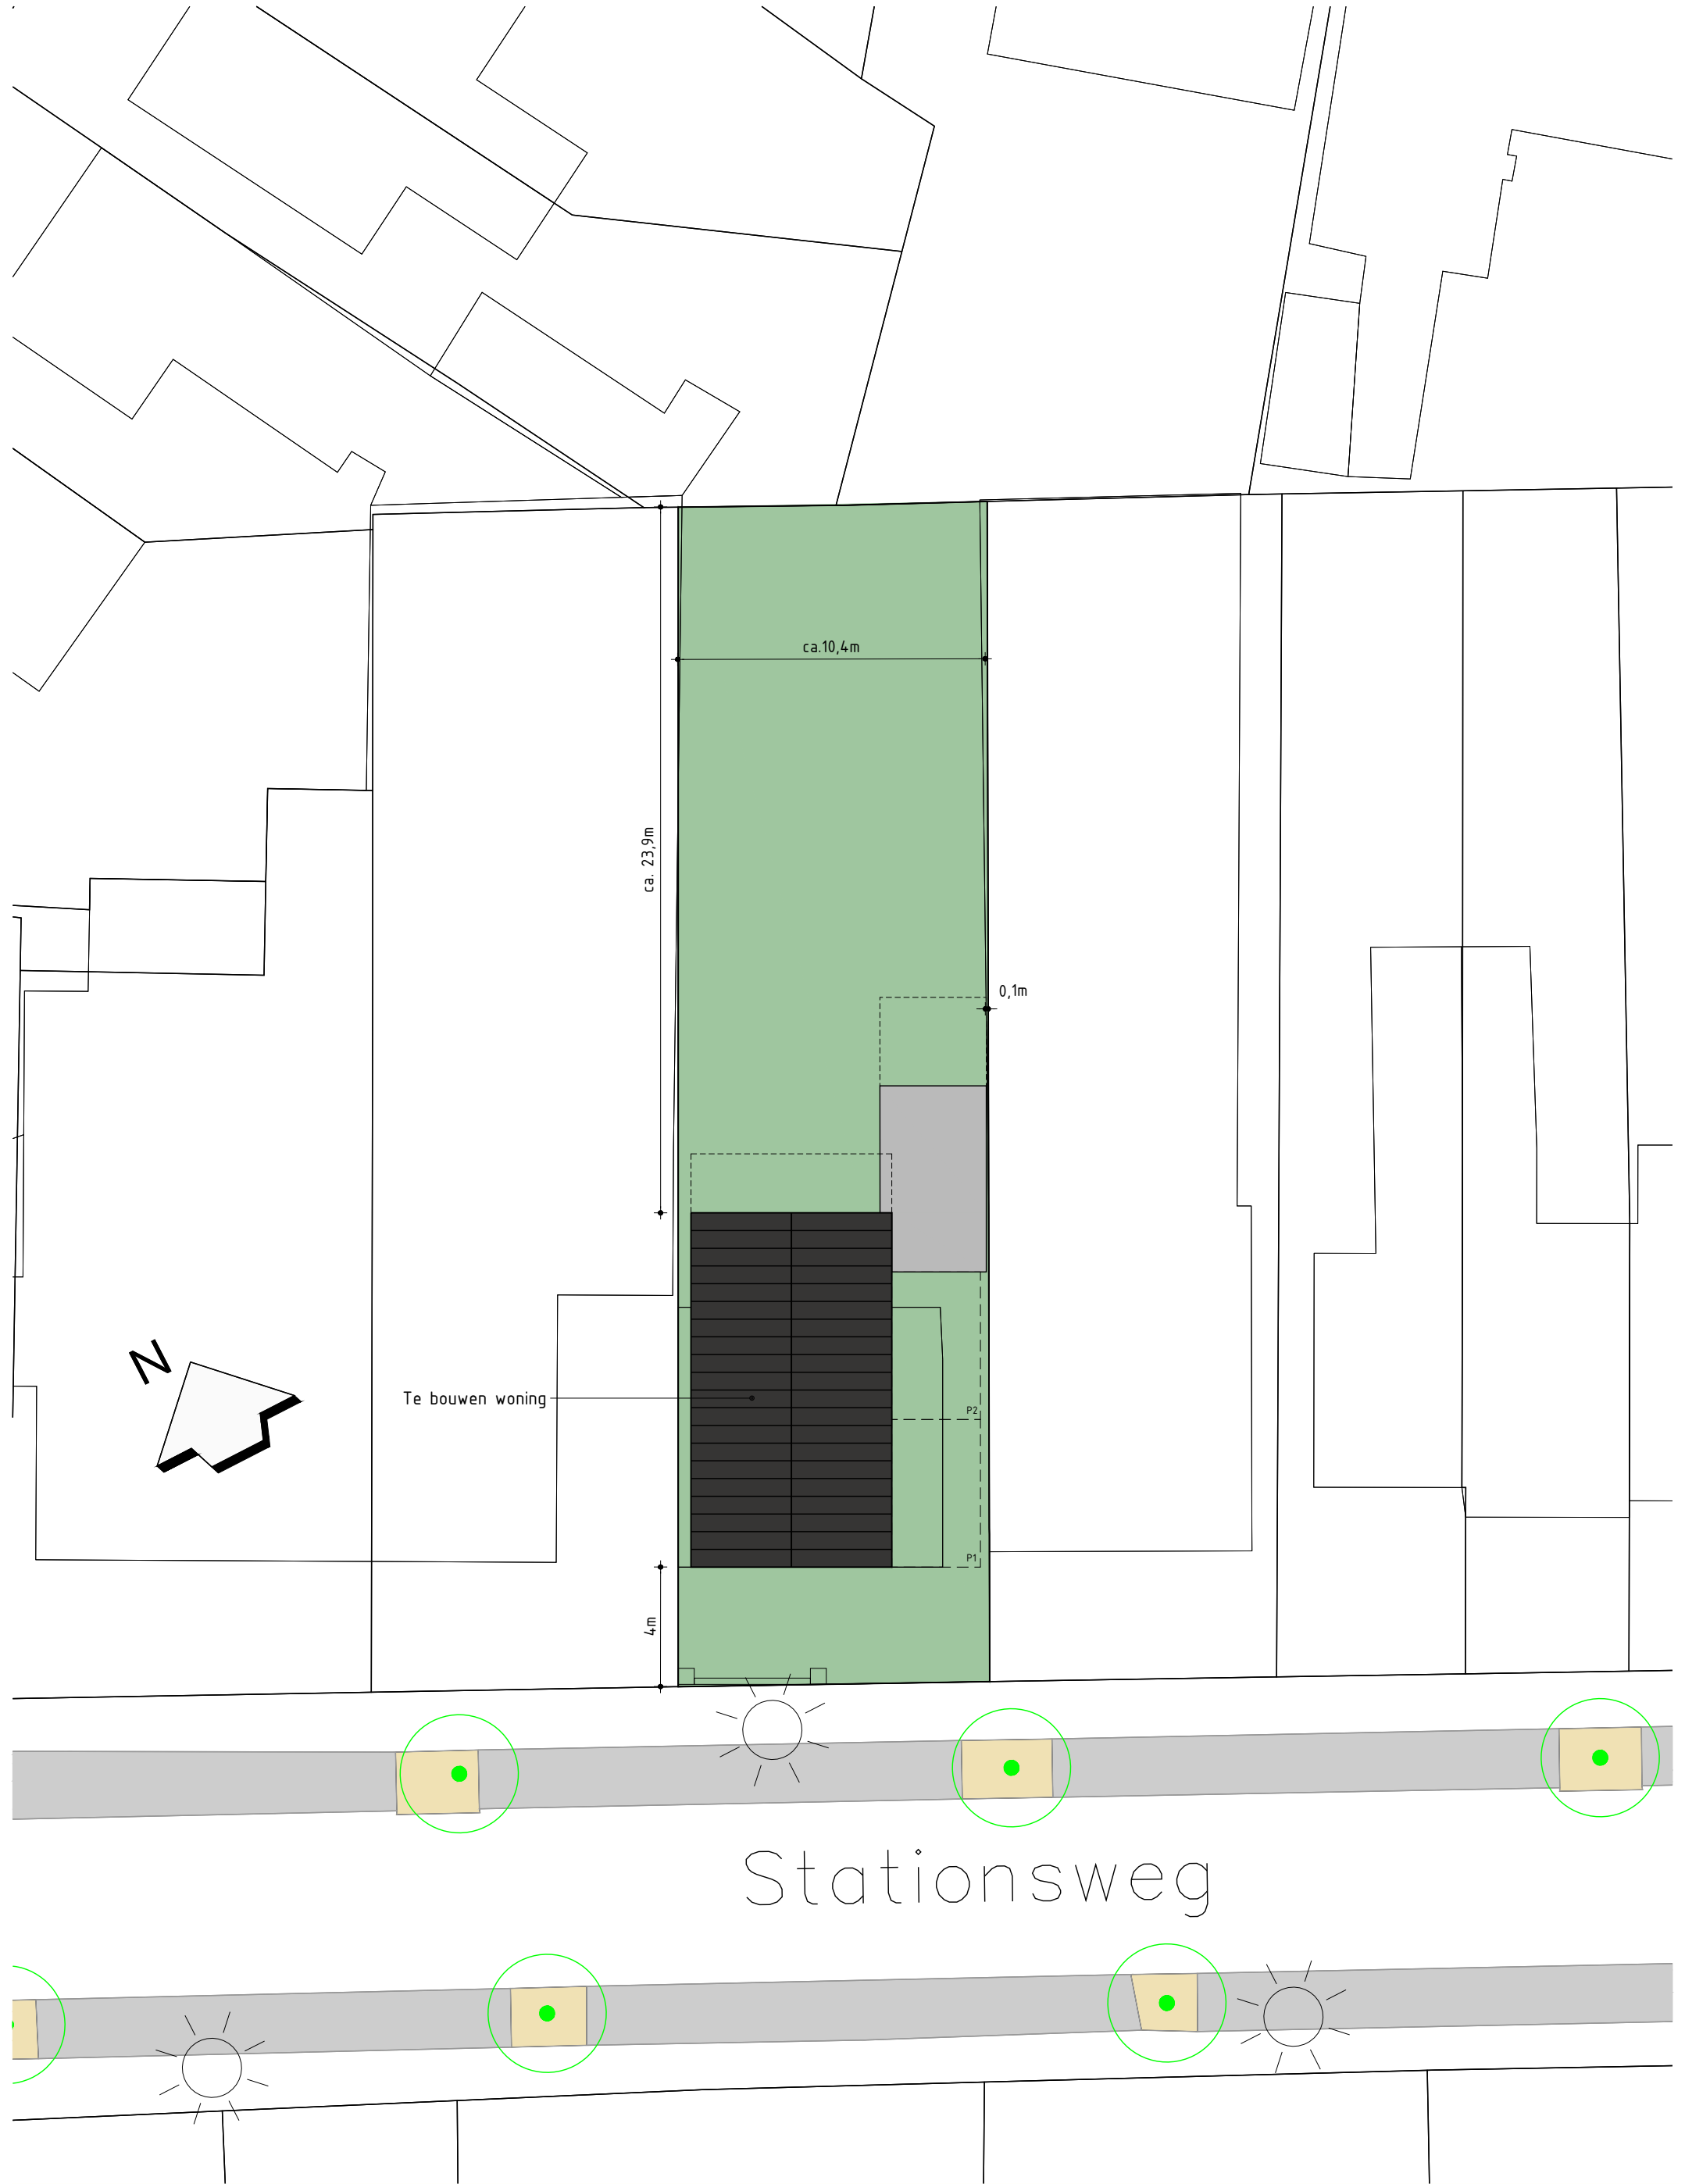 ca.10,4m
ca. 23,9m
0,1m
N
Te bouwen woning
P2
P1
4m
Stationsweg